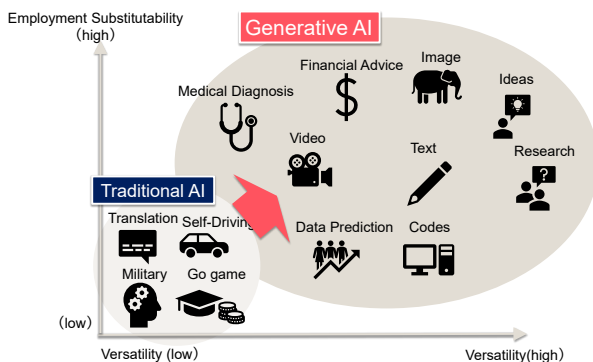 Employment Substitutability
(high)
Generative AI
Financial Advice
Image
Ideas
Medical Diagnosis
Video
Text
Research
Traditional AI
Translation
Self-Driving
Data Prediction
Codes
Military
Go game
(low)
Versatility (low)
Versatility(high)